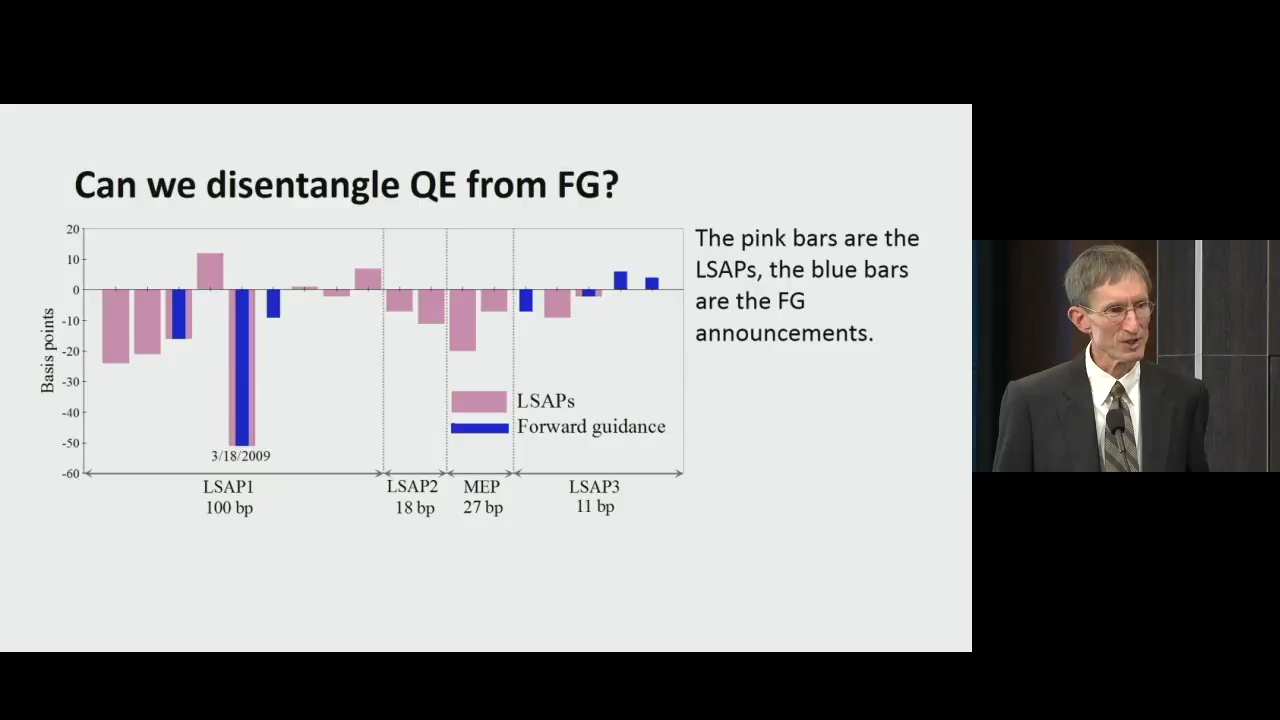 Can we disentangle QE from FG?
The pink bars are the
LSAPs, the blue bars
are the FG
announcements.
Basis points
20
10
0
-10
-20
-30
-40
-50
-60
LSAPs
Forward guidance
3/18/2009
LSAP1
100 bp
LSAP2
18 bp
MEP
27 bp
LSAP3
11 bp